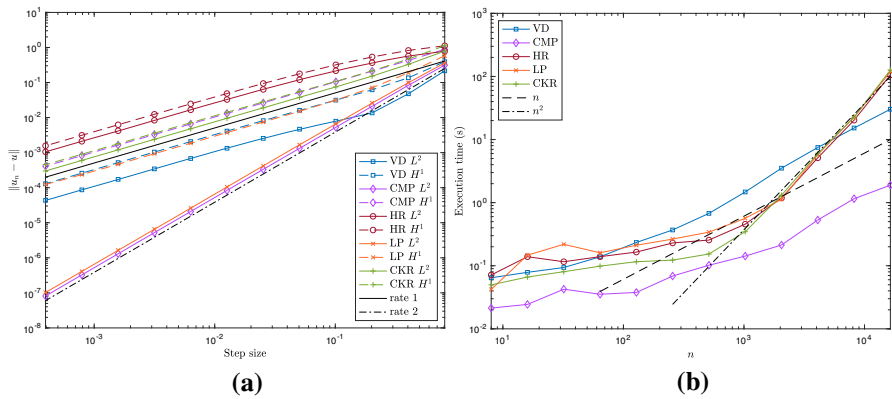 10^1
10^0
10^-1
10^-2
10^-3
10^-4
10^-5
10^-6
10^-7
10^-8
||u_n − u||
10^-3
10^-2
10^-1
Step size
VD L^2
VD H^1
CMP L^2
CMP H^1
HR L^2
HR H^1
LP L^2
LP H^1
CKR L^2
CKR H^1
rate 1
rate 2
(a)
10^3
10^2
10^1
10^0
10^-1
10^-2
Execution time (s)
10^1
10^2
10^3
10^4
n
VD
CMP
HR
LP
CKR
n
n^2
(b)